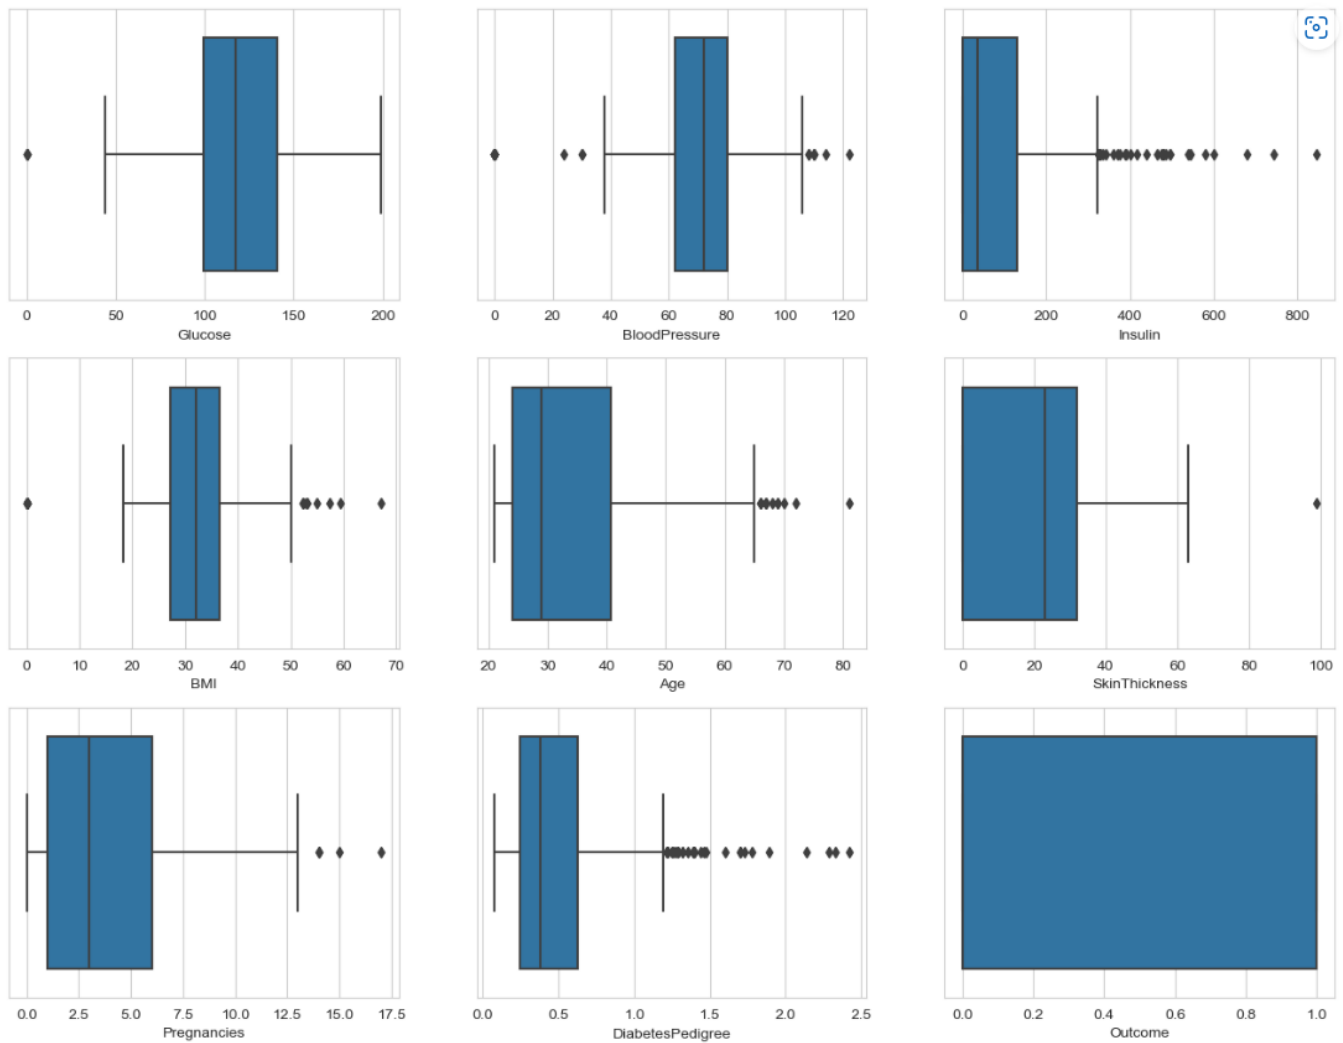 0 50 100 150 200
Glucose
0 20 40 60 80 100 120
BloodPressure
0 200 400 600 800
Insulin
0 10 20 30 40 50 60 70
BMI
20 30 40 50 60 70 80
Age
0 20 40 60 80 100
SkinThickness
0.0 2.5 5.0 7.5 10.0 12.5 15.0 17.5
Pregnancies
0.0 0.5 1.0 1.5 2.0 2.5
DiabetesPedigree
0.0 0.2 0.4 0.6 0.8 1.0
Outcome